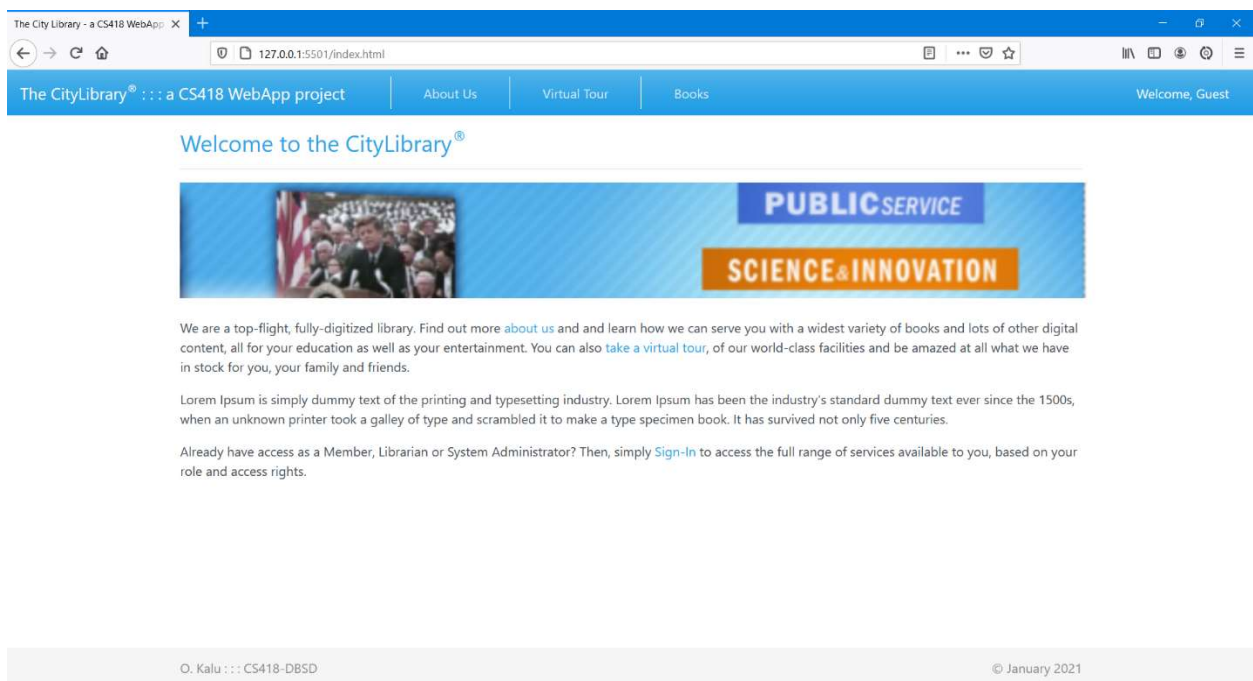 The City Library - a CS418 WebApp
127.0.0.1:5501/index.html
The CityLibrary® : : : a CS418 WebApp project
About Us
Virtual Tour
Books
Welcome, Guest
Welcome to the CityLibrary®
PUBLIC SERVICE
SCIENCE & INNOVATION
We are a top-flight, fully-digitized library. Find out more about us and and learn how we can serve you with a widest variety of books and lots of other digital
content, all for your education as well as your entertainment. You can also take a virtual tour, of our world-class facilities and be amazed at all what we have
in stock for you, your family and friends.
Lorem Ipsum is simply dummy text of the printing and typesetting industry. Lorem Ipsum has been the industry's standard dummy text ever since the 1500s,
when an unknown printer took a galley of type and scrambled it to make a type specimen book. It has survived not only five centuries.
Already have access as a Member, Librarian or System Administrator? Then, simply Sign-In to access the full range of services available to you, based on your
role and access rights.
O. Kalu : : : CS418-DBSD
© January 2021